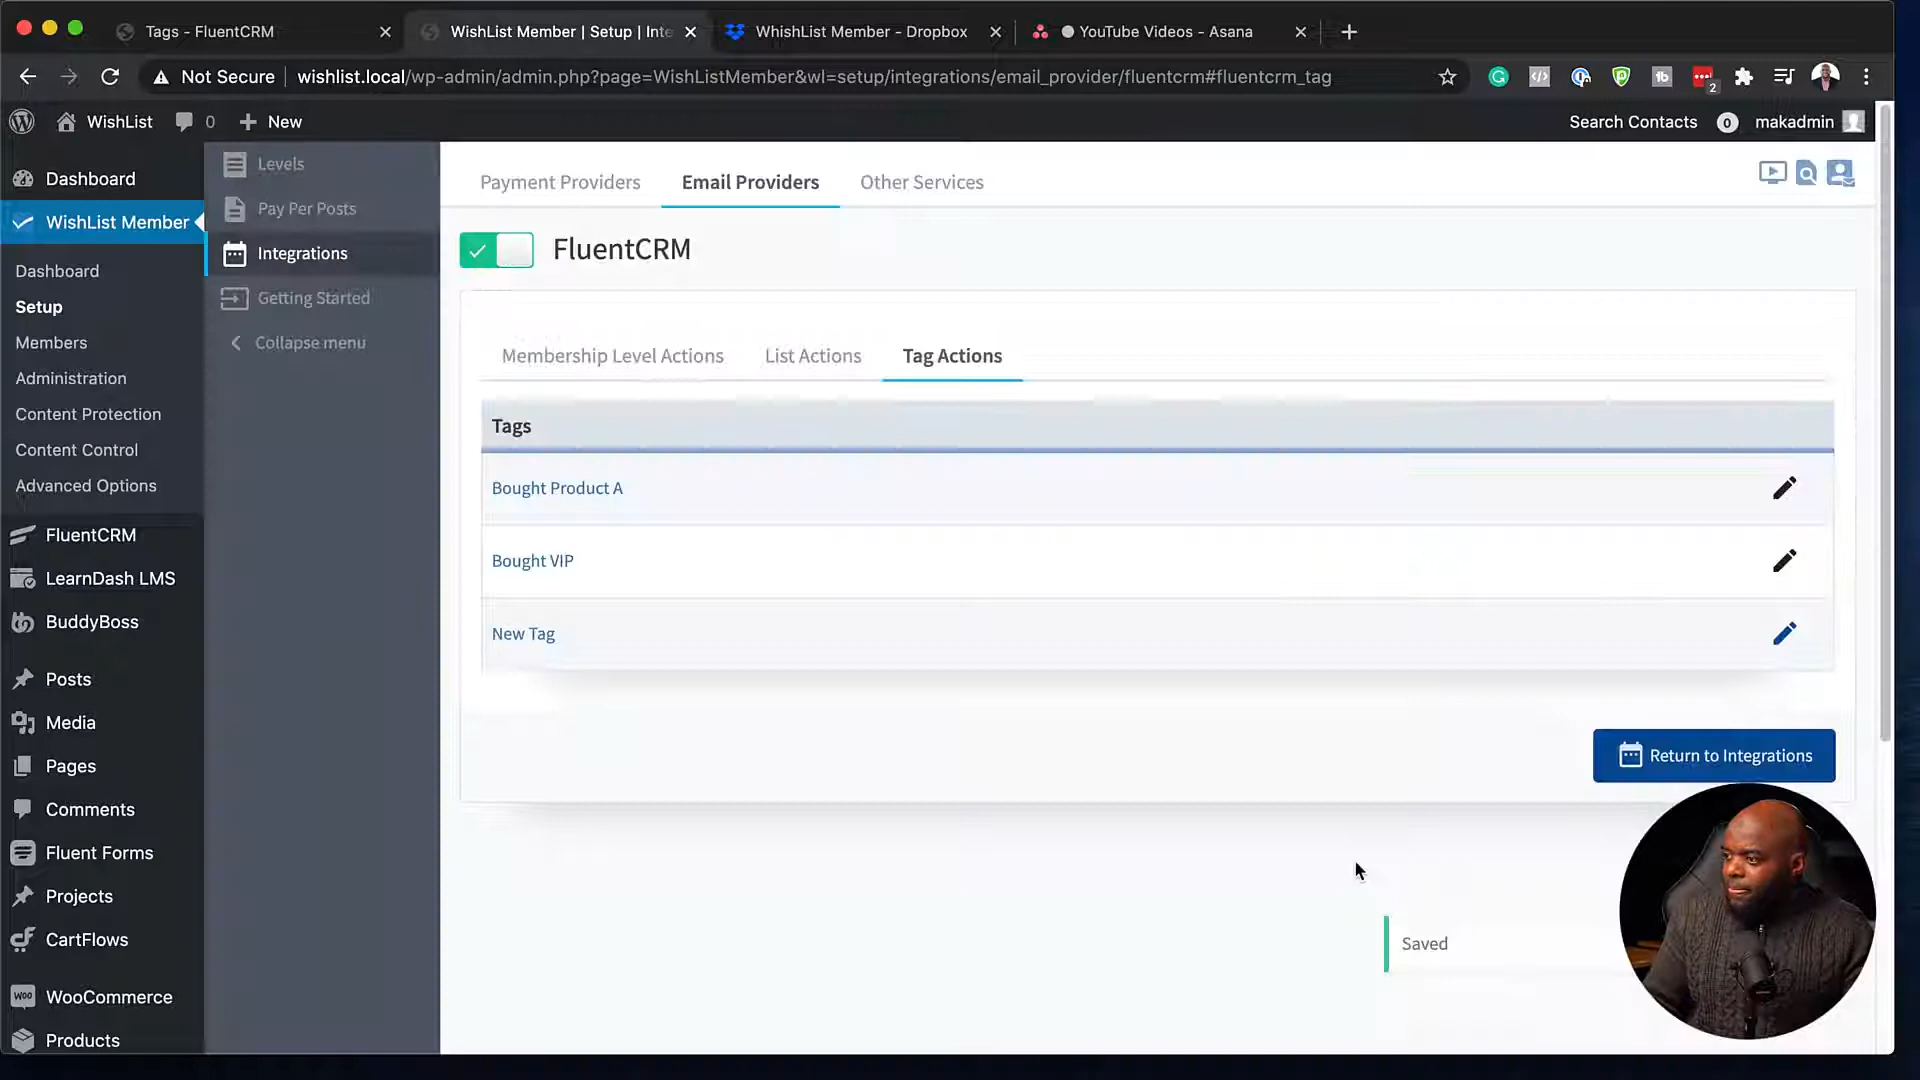 Tags - FluentCRM
WishList Member | Setup | Inte
WhishList Member - Dropbox
YouTube Videos - Asana
Not Secure
wishlist.local/wp-admin/admin.php?page=WishListMember&wl=setup/integrations/email_provider/fluentcrm#fluentcrm_tag
2
WishList
0
New
Search Contacts
0
makadmin
Dashboard
WishList Member
Dashboard
Setup
Members
Administration
Content Protection
Content Control
Advanced Options
FluentCRM
LearnDash LMS
BuddyBoss
Posts
Media
Pages
Comments
Fluent Forms
Projects
CartFlows
WooCommerce
Products
Levels
Pay Per Posts
Integrations
Getting Started
Collapse menu
Payment Providers
Email Providers
Other Services
FluentCRM
Membership Level Actions
List Actions
Tag Actions
Tags
Bought Product A
Bought VIP
New Tag
Return to Integrations
Saved